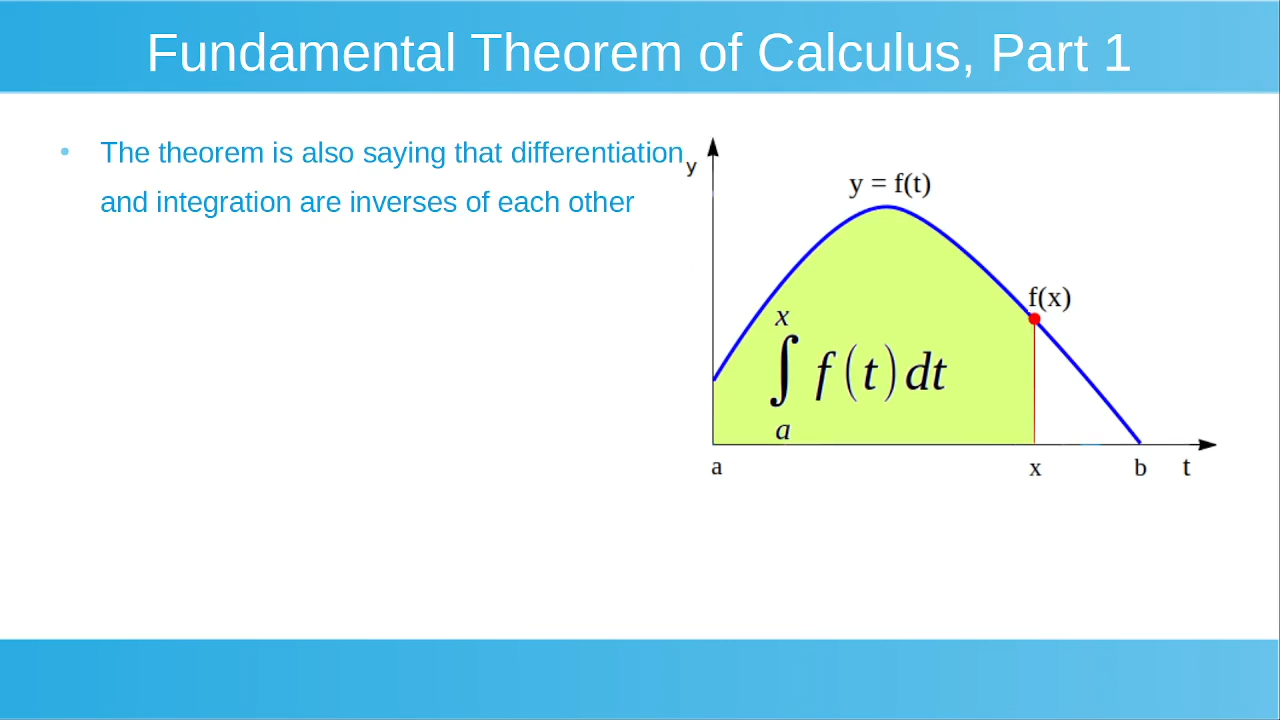 Fundamental Theorem of Calculus, Part 1
• The theorem is also saying that differentiation
and integration are inverses of each other
y
y = f(t)
f(x)
x
∫ f (t) dt
a
a x b t